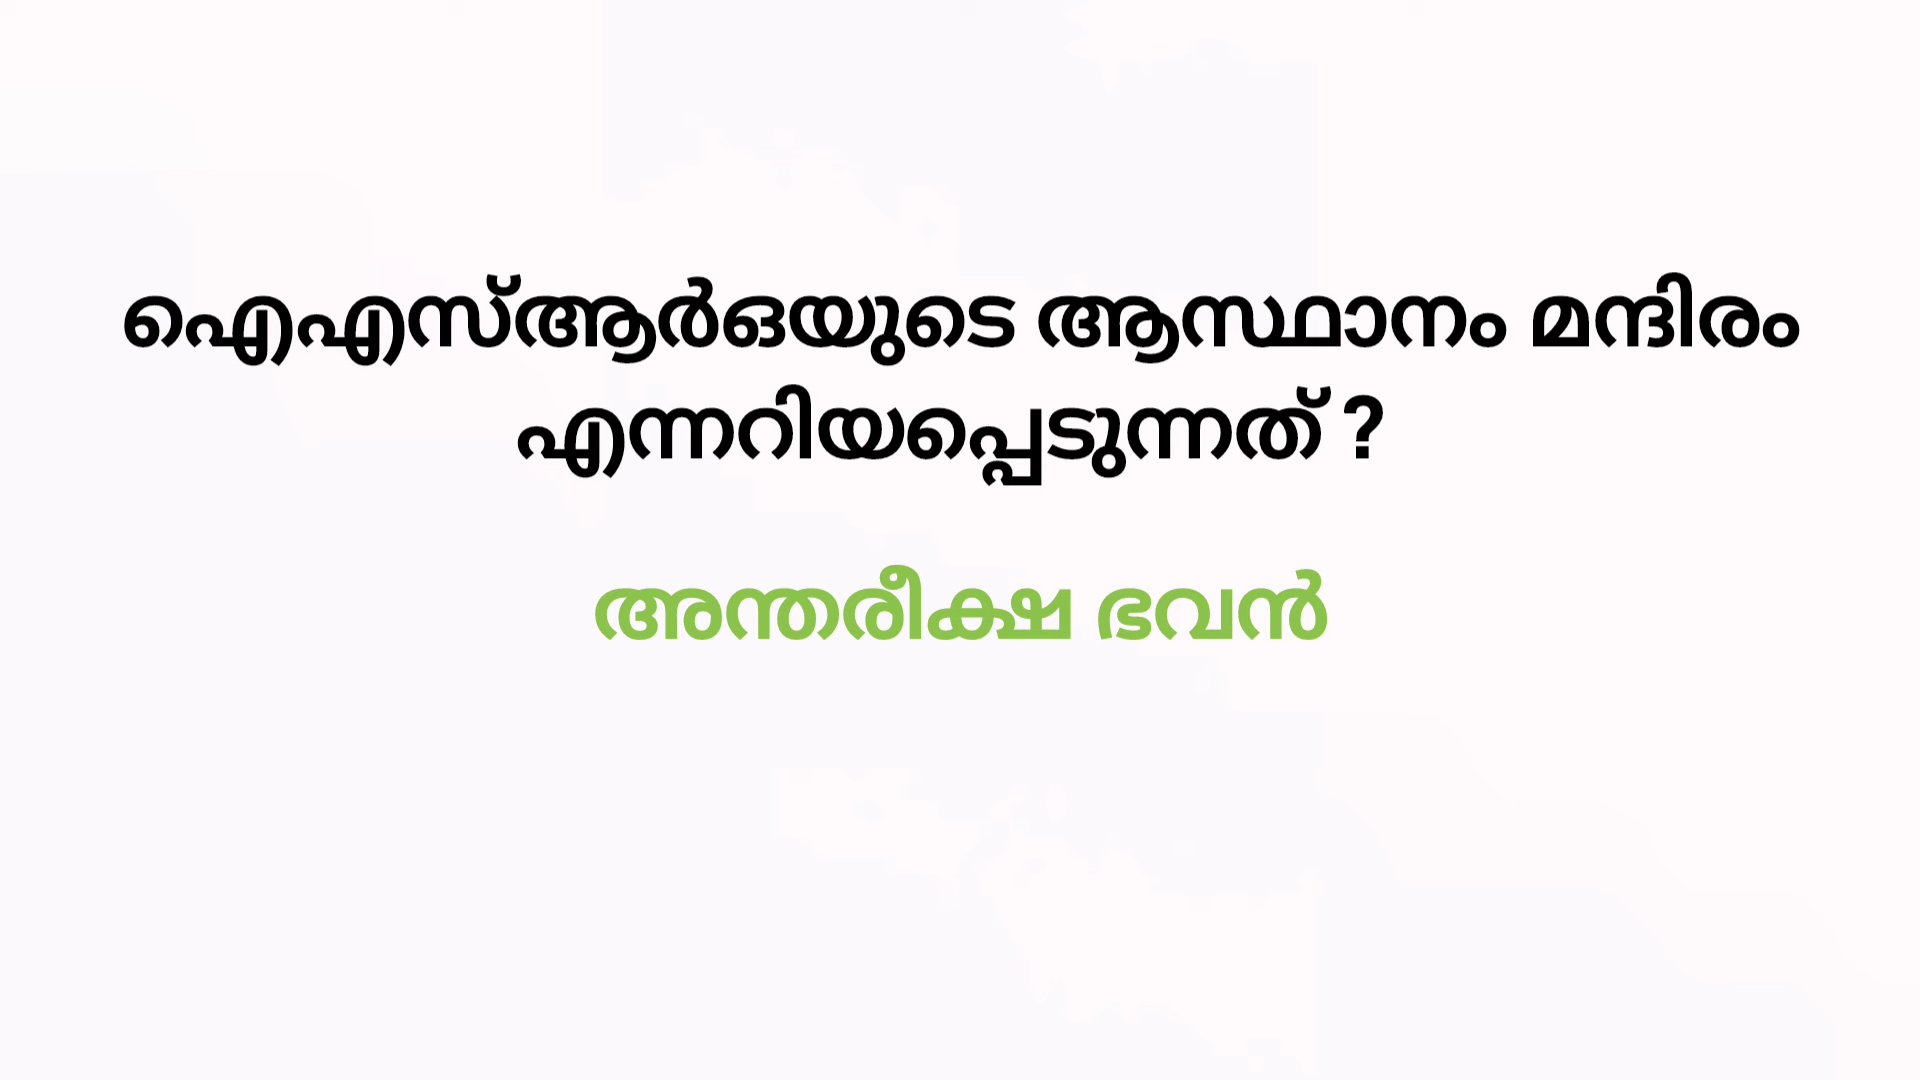 ഐഎസ്ആർഒയുടെ ആസ്ഥാനം മന്ദിരം
എന്നറിയപ്പെടുന്നത് ?
അന്തരീക്ഷ ഭവൻ